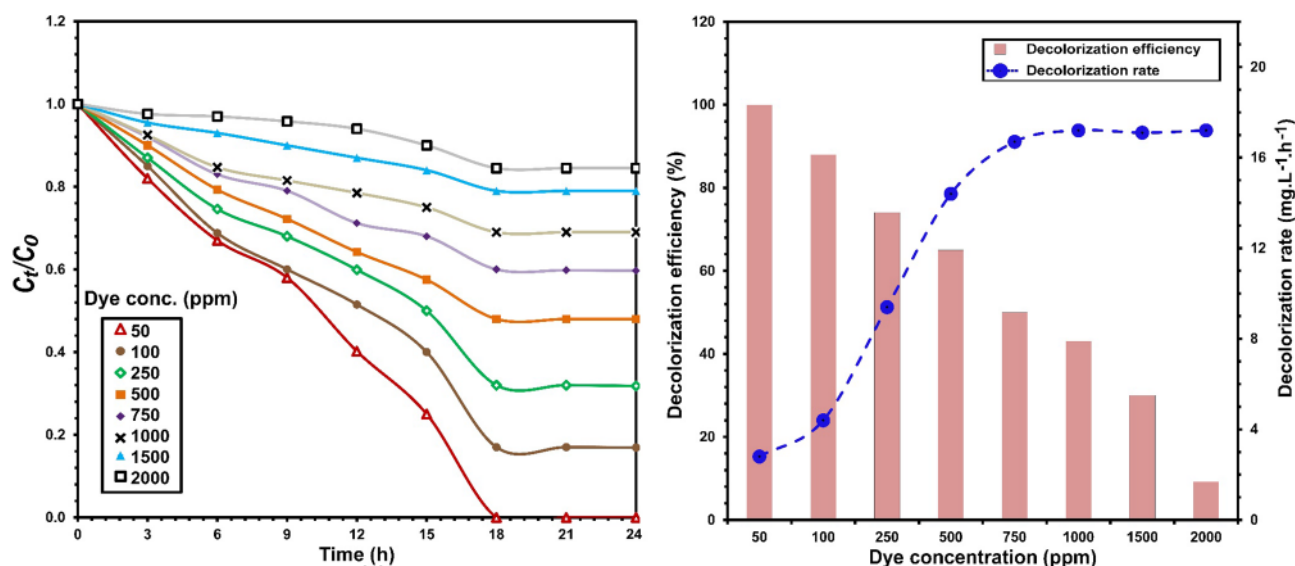 1.2
1.0
0.8
0.6
0.4
0.2
0.0
Ct/C0
Dye conc. (ppm)
50
100
250
500
750
1000
1500
2000
0 3 6 9 12 15 18 21 24
Time (h)
120
100
80
60
40
20
0
Decolorization efficiency (%)
Decolorization efficiency
Decolorization rate
50 100 250 500 750 1000 1500 2000
Dye concentration (ppm)
20
16
12
8
4
0
Decolorization rate (mg.L⁻¹.h⁻¹)